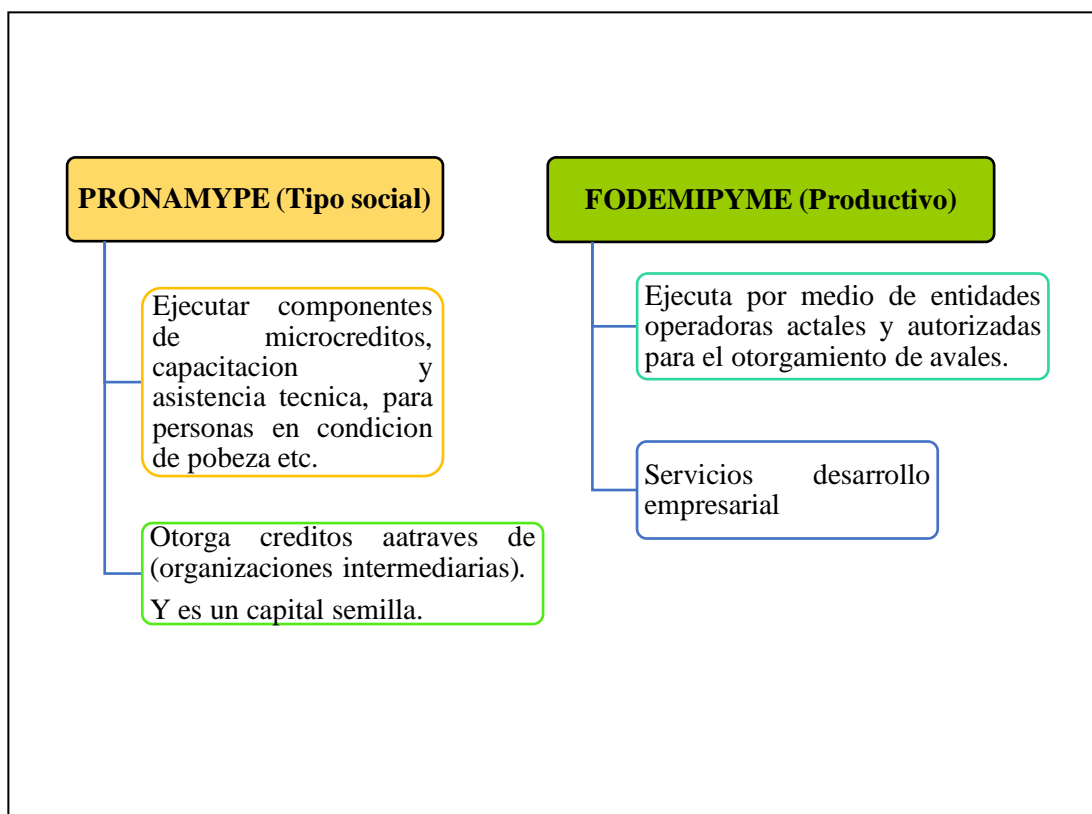 PRONAMYPE (Tipo social)
Ejecutar componentes
de microcreditos,
capacitacion y
asistencia tecnica, para
personas en condicion
de pobeza etc.
Otorga creditos aatraves de
(organizaciones intermediarias).
Y es un capital semilla.
FODEMIPYME (Productivo)
Ejecuta por medio de entidades
operadoras actales y autorizadas
para el otorgamiento de avales.
Servicios desarrollo
empresarial